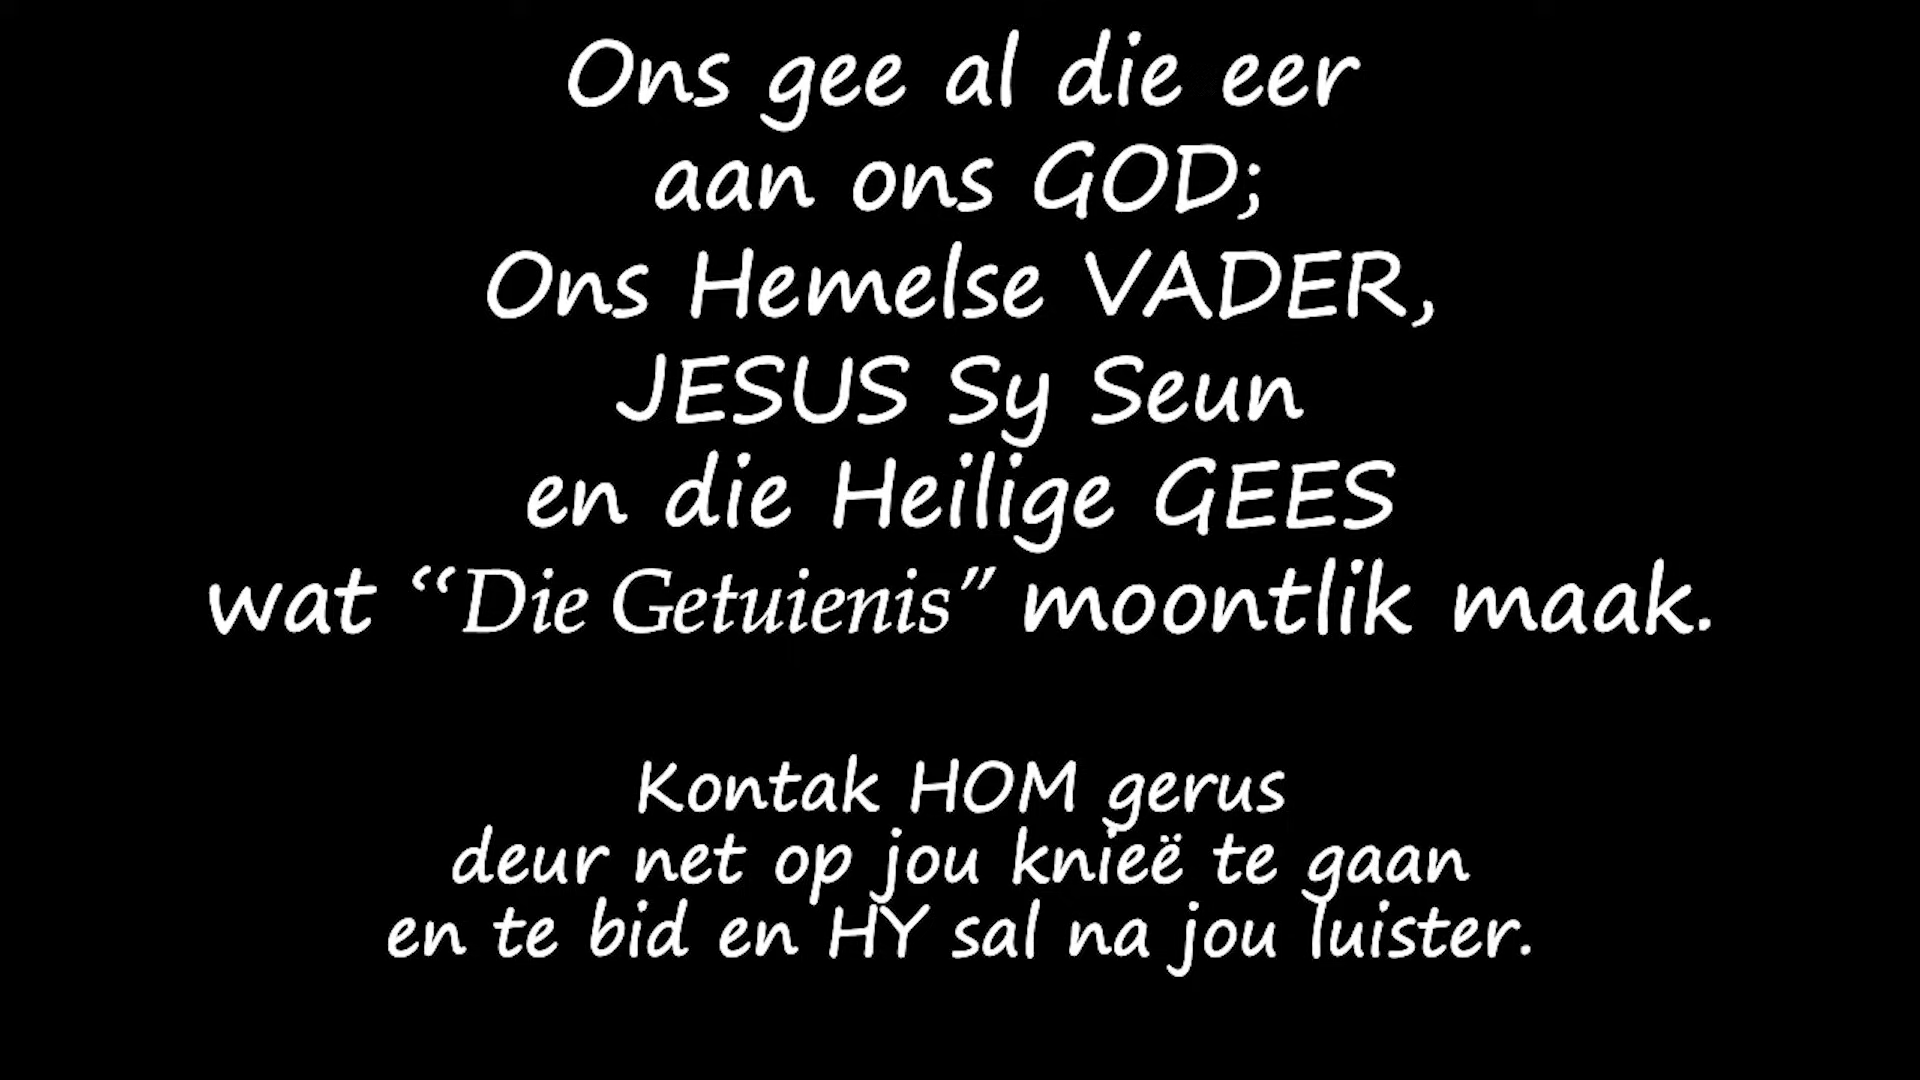 Ons gee al die eer
aan ons GOD;
Ons Hemelse VADER,
JESUS Sy Seun
en die Heilige GEES
wat “Die Getuienis” moontlik maak.
Kontak HOM gerus
deur net op jou knieë te gaan
en te bid en HY sal na jou luister.